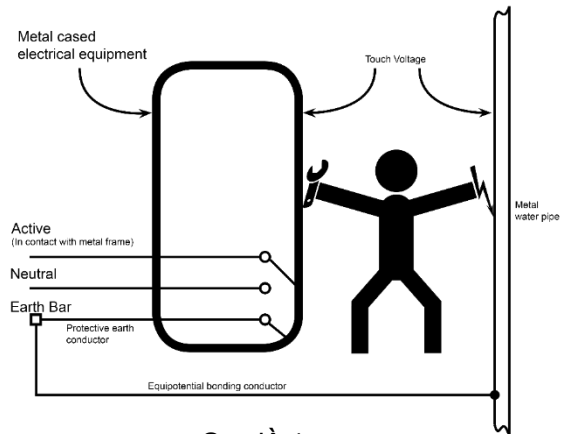 Metal cased
electrical equipment
Touch Voltage
Metal
water pipe
Active
(In contact with metal frame)
Neutral
Earth Bar
Protective earth
conductor
Equipotential bonding conductor